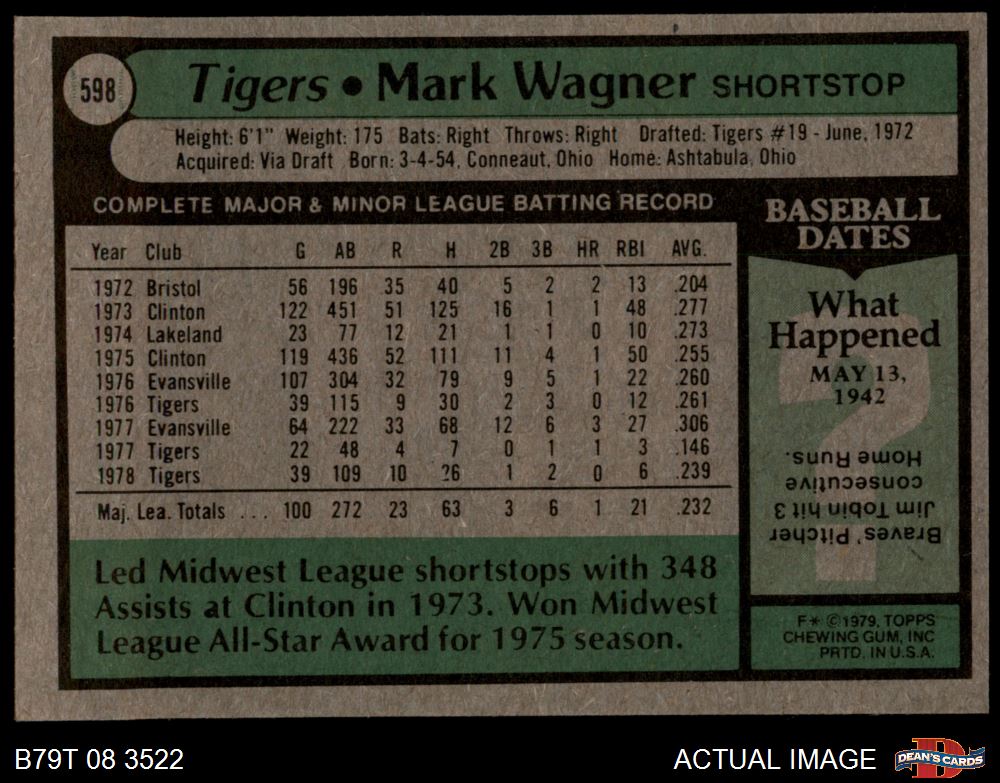 598
Tigers • Mark Wagner SHORTSTOP
Height: 6'1" Weight: 175 Bats: Right Throws: Right Drafted: Tigers #19 - June, 1972
Acquired: Via Draft Born: 3-4-54, Conneaut, Ohio Home: Ashtabula, Ohio
COMPLETE MAJOR & MINOR LEAGUE BATTING RECORD
Year Club G AB R H 2B 3B HR RBI AVG.
1972 Bristol 56 196 35 40 5 2 2 13 .204
1973 Clinton 122 451 51 125 16 1 1 48 .277
1974 Lakeland 23 77 12 21 1 1 0 10 .273
1975 Clinton 119 436 52 111 11 4 1 50 .255
1976 Evansville 107 304 32 79 9 5 1 22 .260
1976 Tigers 39 115 9 30 2 3 0 12 .261
1977 Evansville 64 222 33 68 12 6 3 27 .306
1977 Tigers 22 48 4 7 0 1 1 3 .146
1978 Tigers 39 109 10 26 1 2 0 6 .239
Maj. Lea. Totals ... 100 272 23 63 3 6 1 21 .232
Led Midwest League shortstops with 348
Assists at Clinton in 1973. Won Midwest
League All-Star Award for 1975 season.
BASEBALL
DATES
What
Happened
MAY 13,
1942
?
Braves' Pitcher
Jim Tobin hit 3
consecutive
Home Runs.
F* ©1979, TOPPS
CHEWING GUM, INC
PRTD. IN U.S.A.
B79T 08 3522
ACTUAL IMAGE
D
DEAN'S CARDS